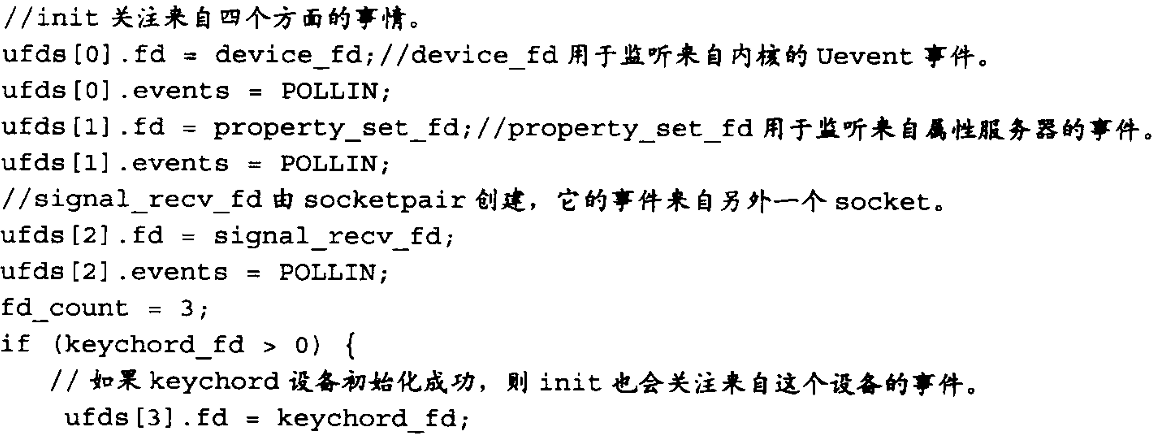 //init 关注来自四个方面的事情。
ufds[0].fd = device_fd;//device_fd 用于监听来自内核的 Uevent 事件。
ufds[0].events = POLLIN;
ufds[1].fd = property_set_fd;//property_set_fd 用于监听来自属性服务器的事件。
ufds[1].events = POLLIN;
//signal_recv_fd 由 socketpair 创建，它的事件来自另外一个 socket。
ufds[2].fd = signal_recv_fd;
ufds[2].events = POLLIN;
fd_count = 3;
if (keychord_fd > 0) {
// 如果 keychord 设备初始化成功，则 init 也会关注来自这个设备的事件。
ufds[3].fd = keychord_fd;